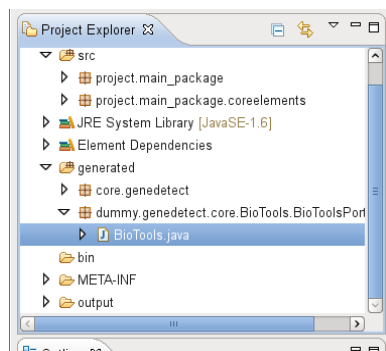 Project Explorer
src
project.main_package
project.main_package.coreelements
JRE System Library [JavaSE-1.6]
Element Dependencies
generated
core.genedetect
dummy.genedetect.core.BioTools.BioToolsPort
BioTools.java
bin
META-INF
output